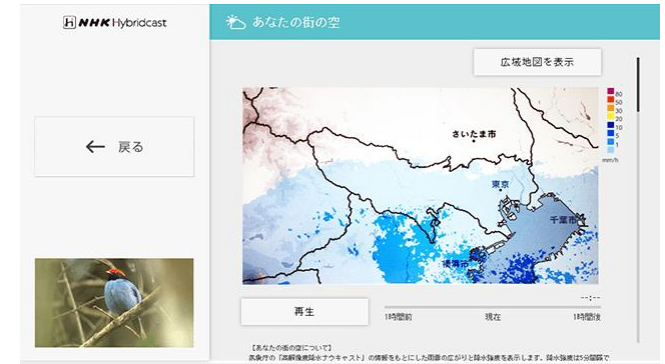 NHK Hybridcast
あなたの街の空
広域地図を表示
← 戻る
さいたま市
東京
千葉市
横浜市
80
50
30
20
10
5
1
mm/h
再生
--:--
1時間前
現在
1時間後
【あなたの街の空について】
気象庁の「高解像度降水ナウキャスト」の情報をもとにした雨雲の広がりと降水強度を表示します。降水強度は5分間隔で